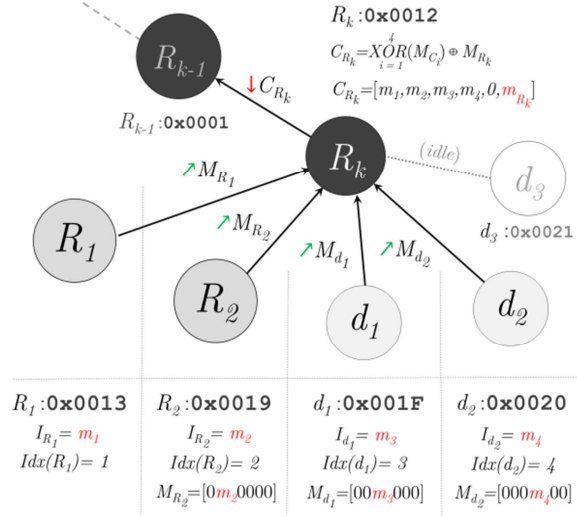 R_k:0x0012
C_{R_k}=XOR_{i=1}^{4}(M_{C_i})⊕M_{R_k}
C_{R_k}=[m_1,m_2,m_3,m_4,0,m_{R_k}]
R_{k-1}
↓C_{R_k}
R_{k-1}:0x0001
R_k
(idle)
d_3
d_3:0x0021
↗M_{R_1}
↗M_{R_2}
↗M_{d_1}
↗M_{d_2}
R_1
R_2
d_1
d_2
R_1:0x0013
I_{R_1}=m_1
Idx(R_1)=1
R_2:0x0019
I_{R_2}=m_2
Idx(R_2)=2
M_{R_2}=[0m_20000]
d_1:0x001F
I_{d_1}=m_3
Idx(d_1)=3
M_{d_1}=[00m_3000]
d_2:0x0020
I_{d_2}=m_4
Idx(d_2)=4
M_{d_2}=[000m_400]